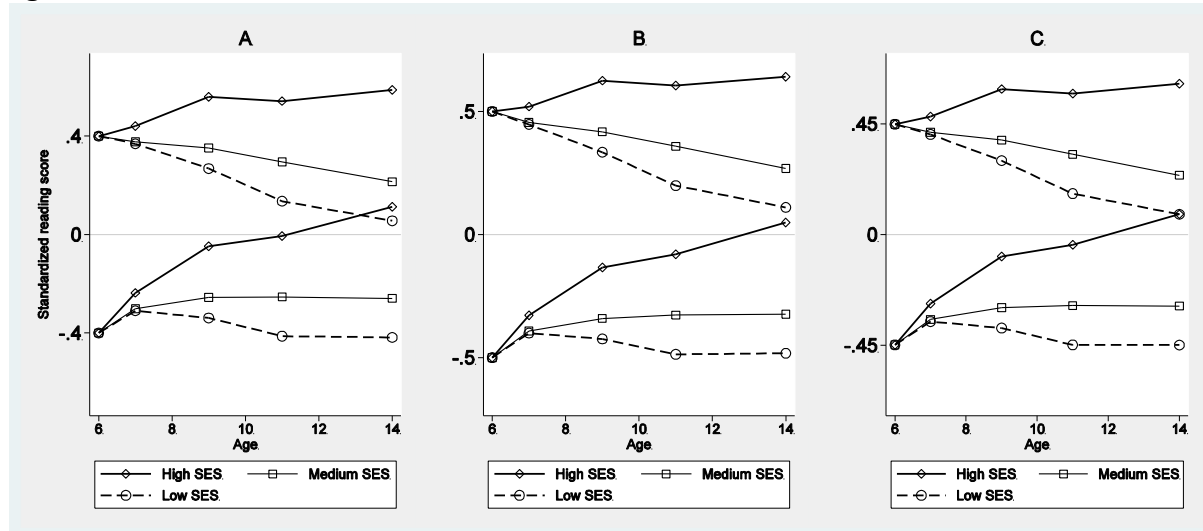 A.
B.
C.
Standardized reading score
.4.
0.
-.4.
6.
8.
10.
12.
14.
Age.
High SES.
Medium SES.
Low SES.
.5.
0.
-.5.
6.
8.
10.
12.
14.
Age.
High SES.
Medium SES.
Low SES.
.45.
0.
-.45.
6.
8.
10.
12.
14.
Age.
High SES.
Medium SES.
Low SES.